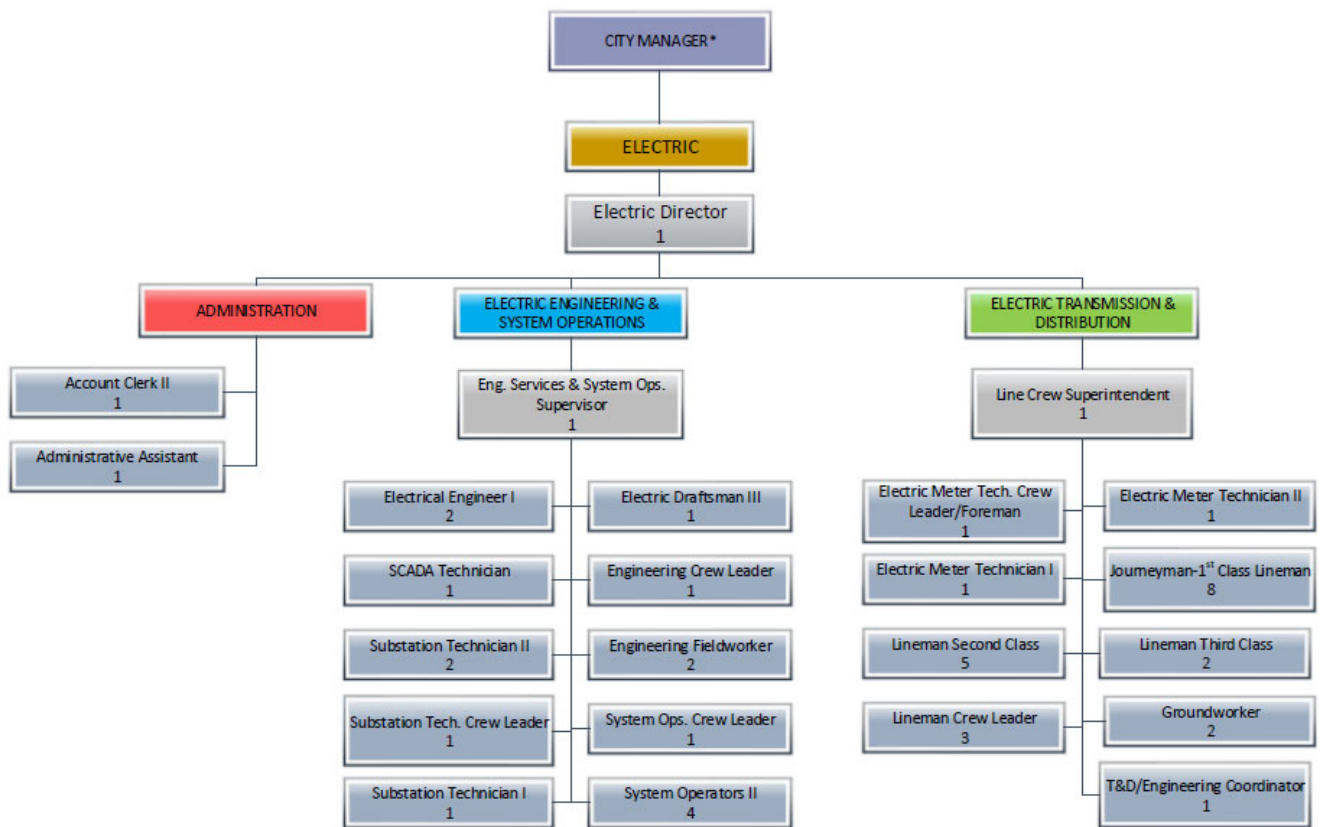 CITY MANAGER*
ELECTRIC
Electric Director
1
ADMINISTRATION
Account Clerk II
1
Administrative Assistant
1
ELECTRIC ENGINEERING &
SYSTEM OPERATIONS
Eng. Services & System Ops.
Supervisor
1
Electrical Engineer I
2
Electric Draftsman III
1
SCADA Technician
1
Engineering Crew Leader
1
Substation Technician II
2
Engineering Fieldworker
2
Substation Tech. Crew Leader
1
System Ops. Crew Leader
1
Substation Technician I
1
System Operators II
4
ELECTRIC TRANSMISSION &
DISTRIBUTION
Line Crew Superintendent
1
Electric Meter Tech. Crew
Leader/Foreman
1
Electric Meter Technician II
1
Electric Meter Technician I
1
Journeyman-1st Class Lineman
8
Lineman Second Class
5
Lineman Third Class
2
Lineman Crew Leader
3
Groundworker
2
T&D/Engineering Coordinator
1